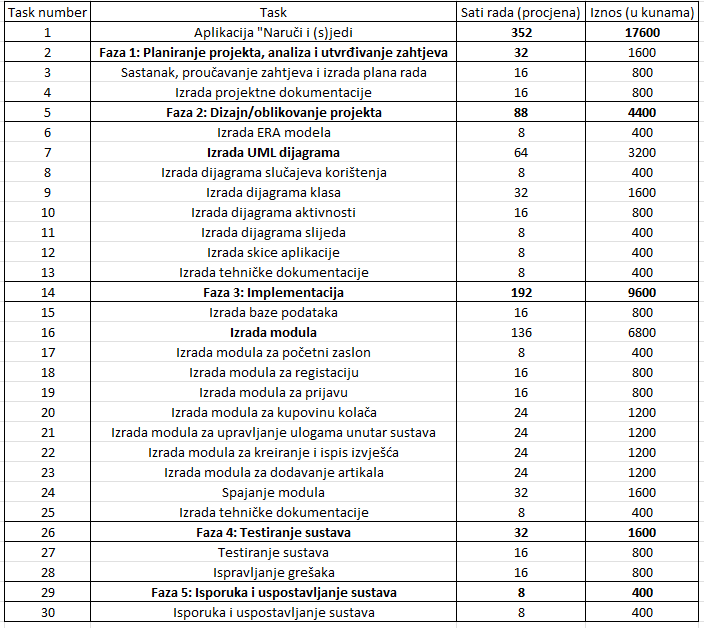 Task number Task Sati rada (procjena) Iznos (u kunama)
1 Aplikacija "Naruči i (s)jedi 352 17600
2 Faza 1: Planiranje projekta, analiza i utvrđivanje zahtjeva 32 1600
3 Sastanak, proučavanje zahtjeva i izrada plana rada 16 800
4 Izrada projektne dokumentacije 16 800
5 Faza 2: Dizajn/oblikovanje projekta 88 4400
6 Izrada ERA modela 8 400
7 Izrada UML dijagrama 64 3200
8 Izrada dijagrama slučajeva korištenja 8 400
9 Izrada dijagrama klasa 32 1600
10 Izrada dijagrama aktivnosti 16 800
11 Izrada dijagrama slijeda 8 400
12 Izrada skice aplikacije 8 400
13 Izrada tehničke dokumentacije 8 400
14 Faza 3: Implementacija 192 9600
15 Izrada baze podataka 16 800
16 Izrada modula 136 6800
17 Izrada modula za početni zaslon 8 400
18 Izrada modula za registaciju 16 800
19 Izrada modula za prijavu 16 800
20 Izrada modula za kupovinu kolača 24 1200
21 Izrada modula za upravljanje ulogama unutar sustava 24 1200
22 Izrada modula za kreiranje i ispis izvješća 24 1200
23 Izrada modula za dodavanje artikala 24 1200
24 Spajanje modula 32 1600
25 Izrada tehničke dokumentacije 8 400
26 Faza 4: Testiranje sustava 32 1600
27 Testiranje sustava 16 800
28 Ispravljanje grešaka 16 800
29 Faza 5: Isporuka i uspostavljanje sustava 8 400
30 Isporuka i uspostavljanje sustava 8 400